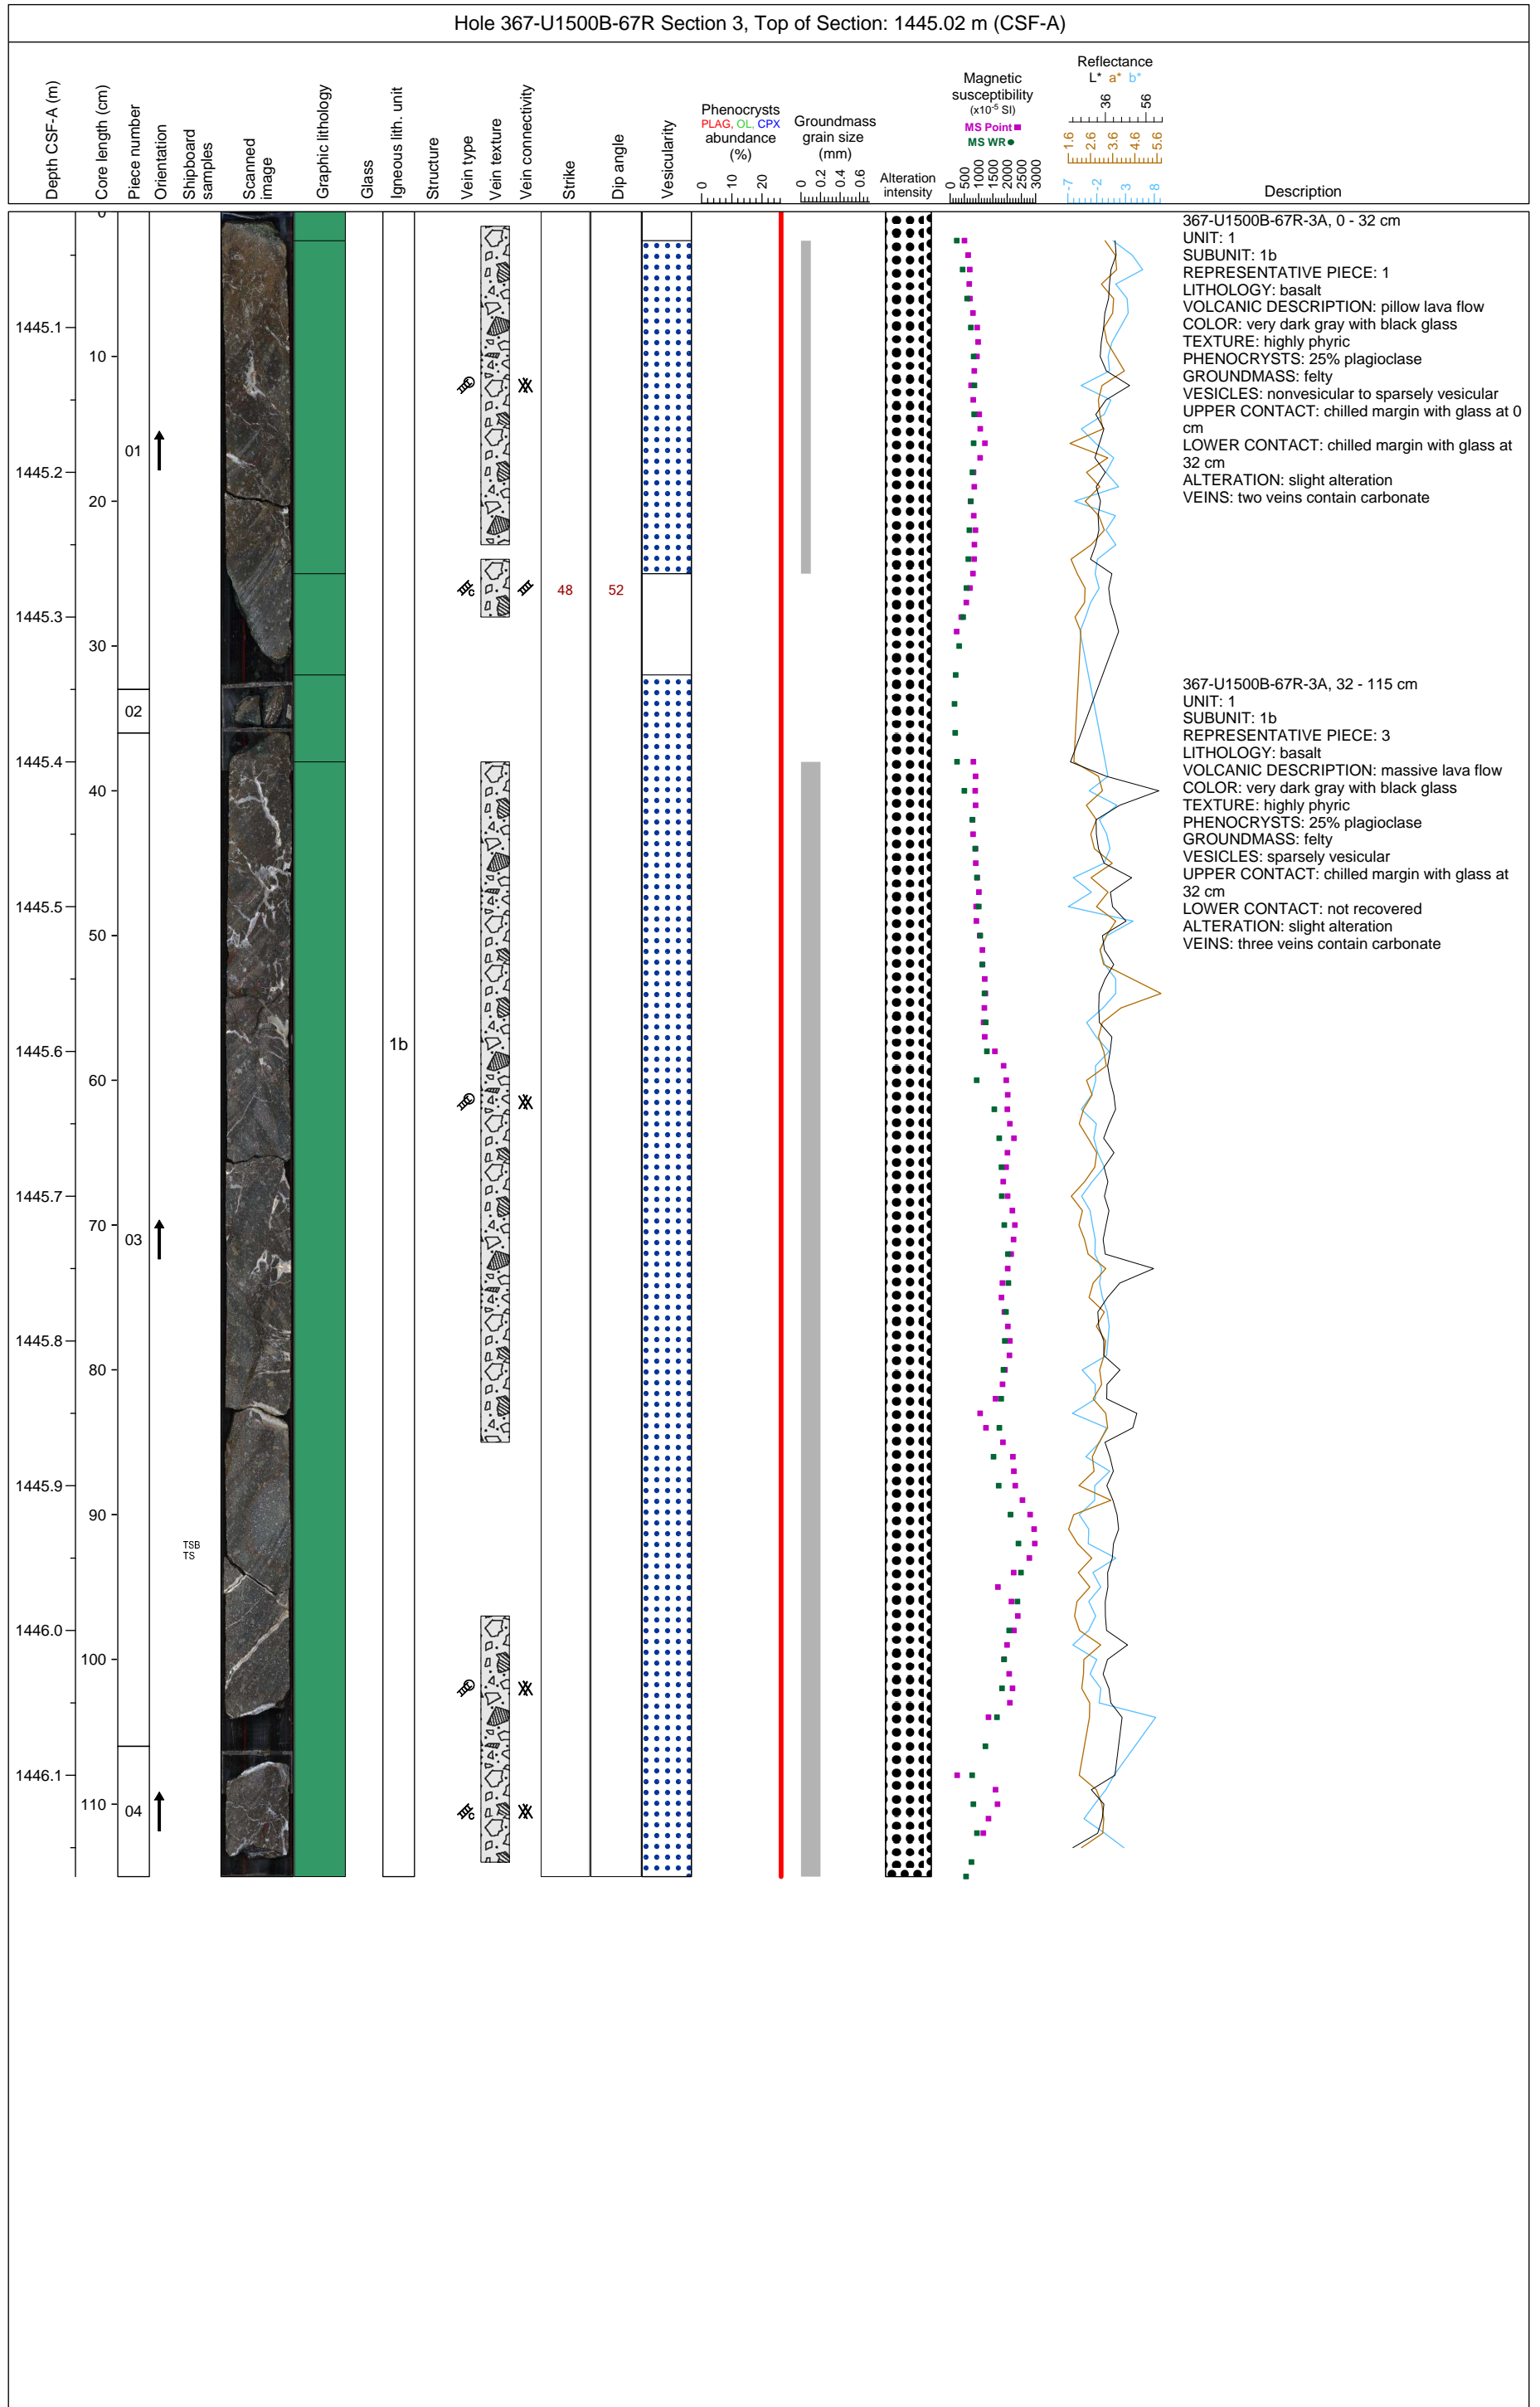 Hole 367-U1500B-67R Section 3, Top of Section: 1445.02 m (CSF-A)
Depth CSF-A (m)
Core length (cm)
Piece number
Orientation
Shipboard
samples
Scanned
image
Graphic lithology
Glass
Igneous lith. unit
Structure
Vein type
Vein texture
Vein connectivity
Strike
Dip angle
Vesicularity
Phenocrysts
PLAG, OL, CPX
abundance
(%)
0 10 20
Groundmass
grain size
(mm)
0 0.2 0.4 0.6
Alteration
intensity
Magnetic
susceptibility
(x10-5 SI)
MS Point
MS WR
0 500 1000 1500 2000 2500 3000
Reflectance
L* a* b*
36 56
1.6 2.6 3.6 4.6 5.6
-7 -2 3 8
Description
0
1445.1
10
01
1445.2
20
1445.3
48 52
30
02
1445.4
40
1445.5
50
1b
1445.6
60
1445.7
70
03
1445.8
80
1445.9
90
TSB
TS
1446.0
100
1446.1
110
04
367-U1500B-67R-3A, 0 - 32 cm
UNIT: 1
SUBUNIT: 1b
REPRESENTATIVE PIECE: 1
LITHOLOGY: basalt
VOLCANIC DESCRIPTION: pillow lava flow
COLOR: very dark gray with black glass
TEXTURE: highly phyric
PHENOCRYSTS: 25% plagioclase
GROUNDMASS: felty
VESICLES: nonvesicular to sparsely vesicular
UPPER CONTACT: chilled margin with glass at 0
cm
LOWER CONTACT: chilled margin with glass at
32 cm
ALTERATION: slight alteration
VEINS: two veins contain carbonate
367-U1500B-67R-3A, 32 - 115 cm
UNIT: 1
SUBUNIT: 1b
REPRESENTATIVE PIECE: 3
LITHOLOGY: basalt
VOLCANIC DESCRIPTION: massive lava flow
COLOR: very dark gray with black glass
TEXTURE: highly phyric
PHENOCRYSTS: 25% plagioclase
GROUNDMASS: felty
VESICLES: sparsely vesicular
UPPER CONTACT: chilled margin with glass at
32 cm
LOWER CONTACT: not recovered
ALTERATION: slight alteration
VEINS: three veins contain carbonate